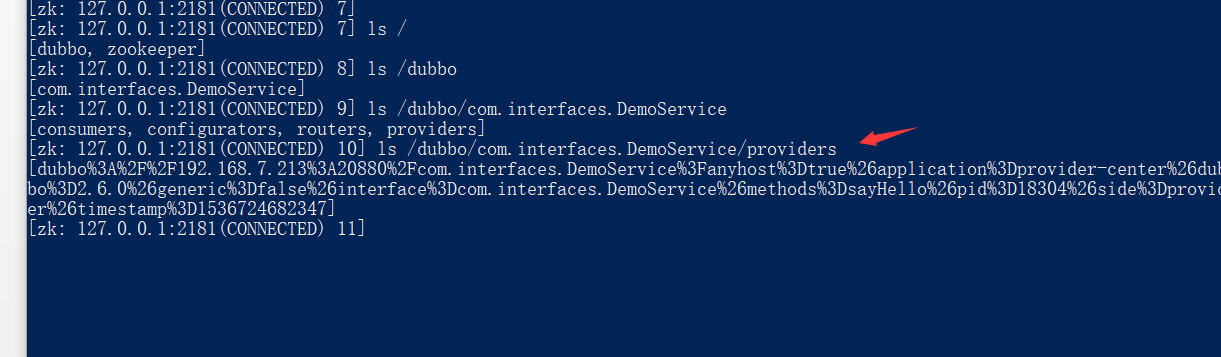 [zk: 127.0.0.1:2181(CONNECTED) 7]
[zk: 127.0.0.1:2181(CONNECTED) 7] ls /
[dubbo, zookeeper]
[zk: 127.0.0.1:2181(CONNECTED) 8] ls /dubbo
[com.interfaces.DemoService]
[zk: 127.0.0.1:2181(CONNECTED) 9] ls /dubbo/com.interfaces.DemoService
[consumers, configurators, routers, providers]
[zk: 127.0.0.1:2181(CONNECTED) 10] ls /dubbo/com.interfaces.DemoService/providers
[dubbo%3A%2F%2F192.168.7.213%3A20880%2Fcom.interfaces.DemoService%3Fanyhost%3Dtrue%26application%3Dprovider-center%26dub
bo%3D2.6.0%26generic%3Dfalse%26interface%3Dcom.interfaces.DemoService%26methods%3DsayHello%26pid%3D18304%26side%3Dprovid
er%26timestamp%3D1536724682347]
[zk: 127.0.0.1:2181(CONNECTED) 11]